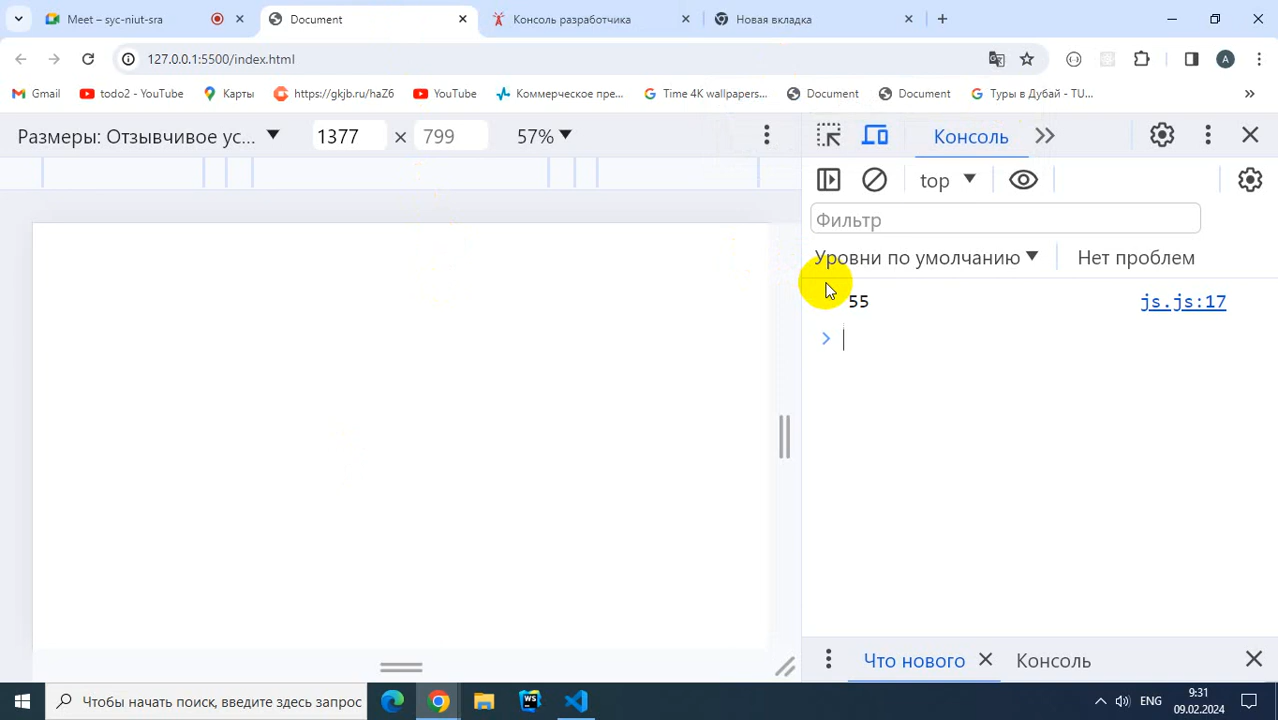 Meet – syc-niut-sra
Document
Консоль разработчика
Новая вкладка
127.0.0.1:5500/index.html
A
Gmail
todo2 - YouTube
Карты
https://gkjb.ru/haZ6
YouTube
Коммерческое пре...
Time 4K wallpapers...
Document
Document
Туры в Дубай - TU...
Размеры: Отзывчивое ус...
1377 × 799
57%
Консоль
top
Фильтр
Уровни по умолчанию
Нет проблем
55
js.js:17
Что нового
Консоль
Чтобы начать поиск, введите здесь запрос
WS
ENG
9:31
09.02.2024